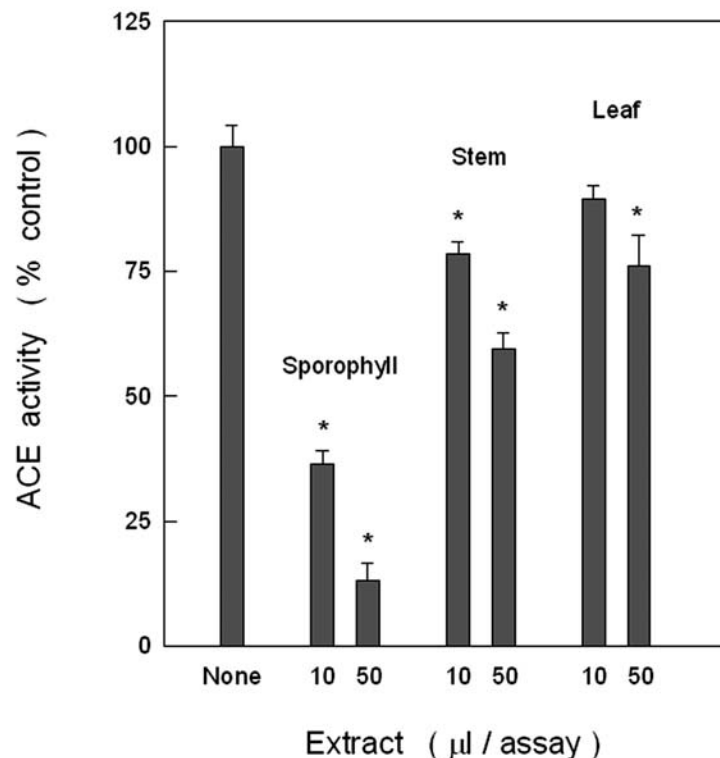 ACE activity ( % control )
125
100
75
50
25
0
Leaf
Stem
*
*
*
Sporophyll
*
*
None 10 50 10 50 10 50
Extract ( μl / assay )